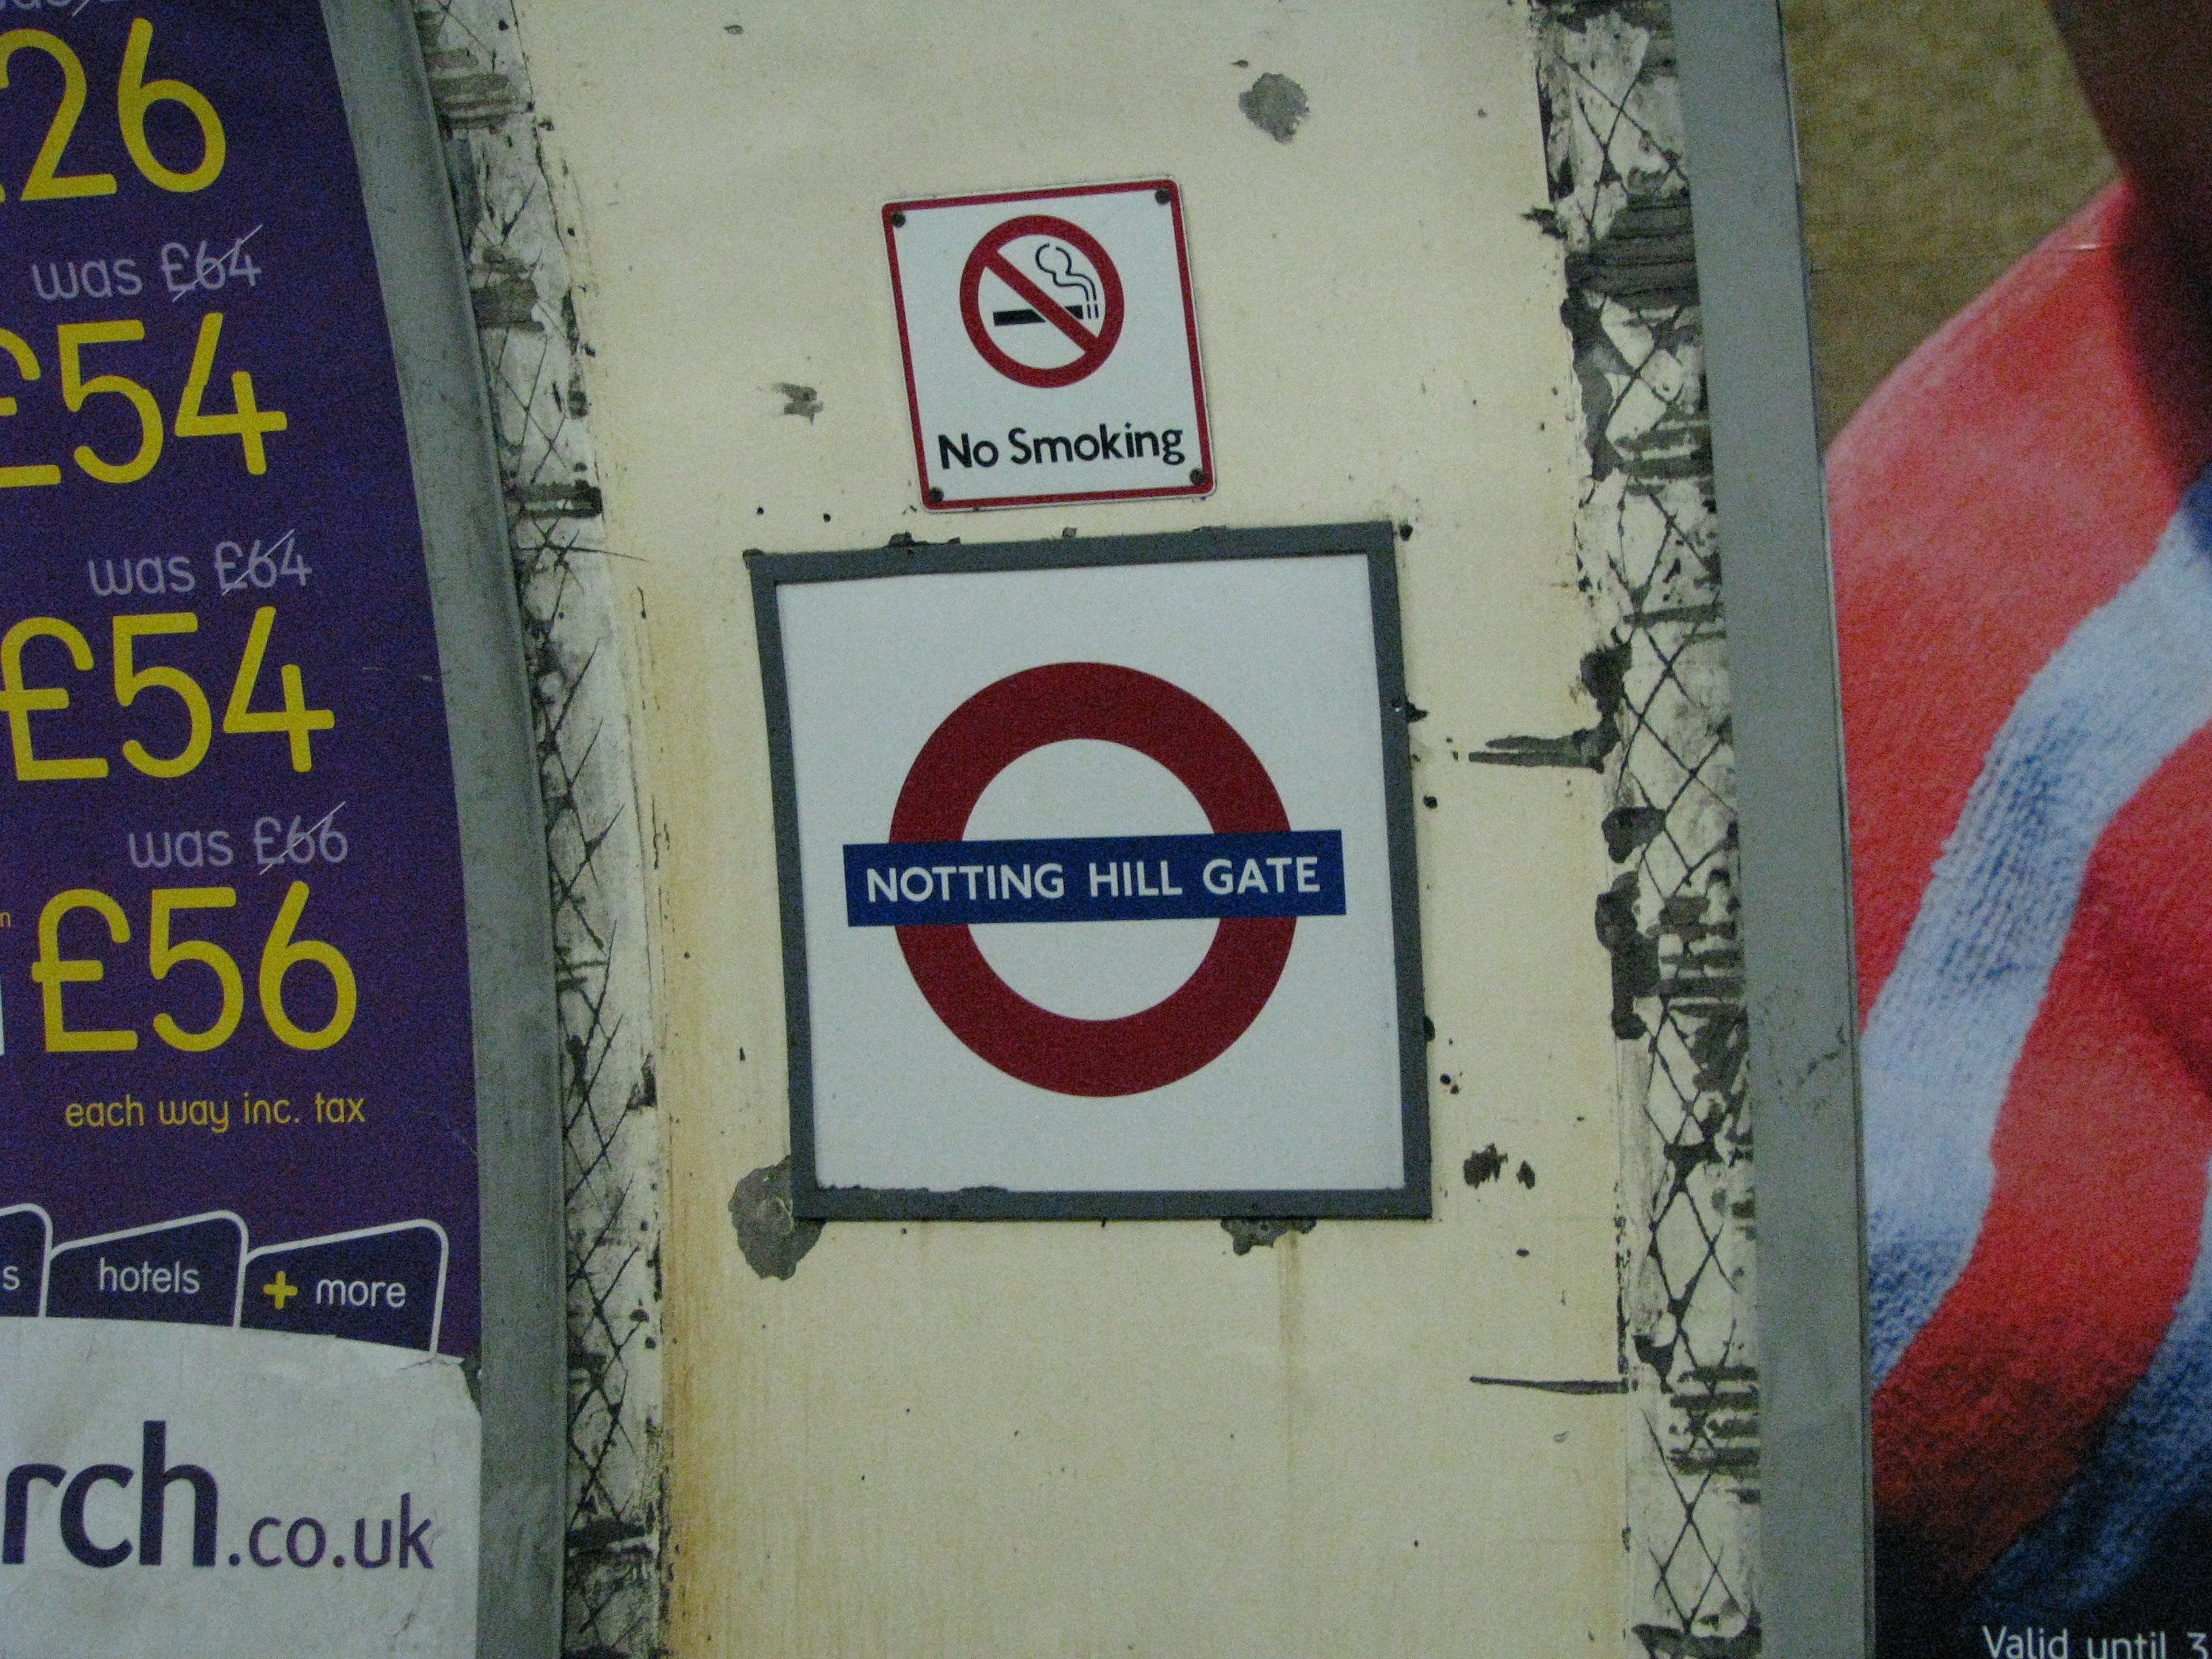 26
was £64
£54
was £64
£54
was £66
£56
each way inc. tax
hotels
+ more
rch.co.uk
No Smoking
NOTTING HILL GATE
Valid until 3